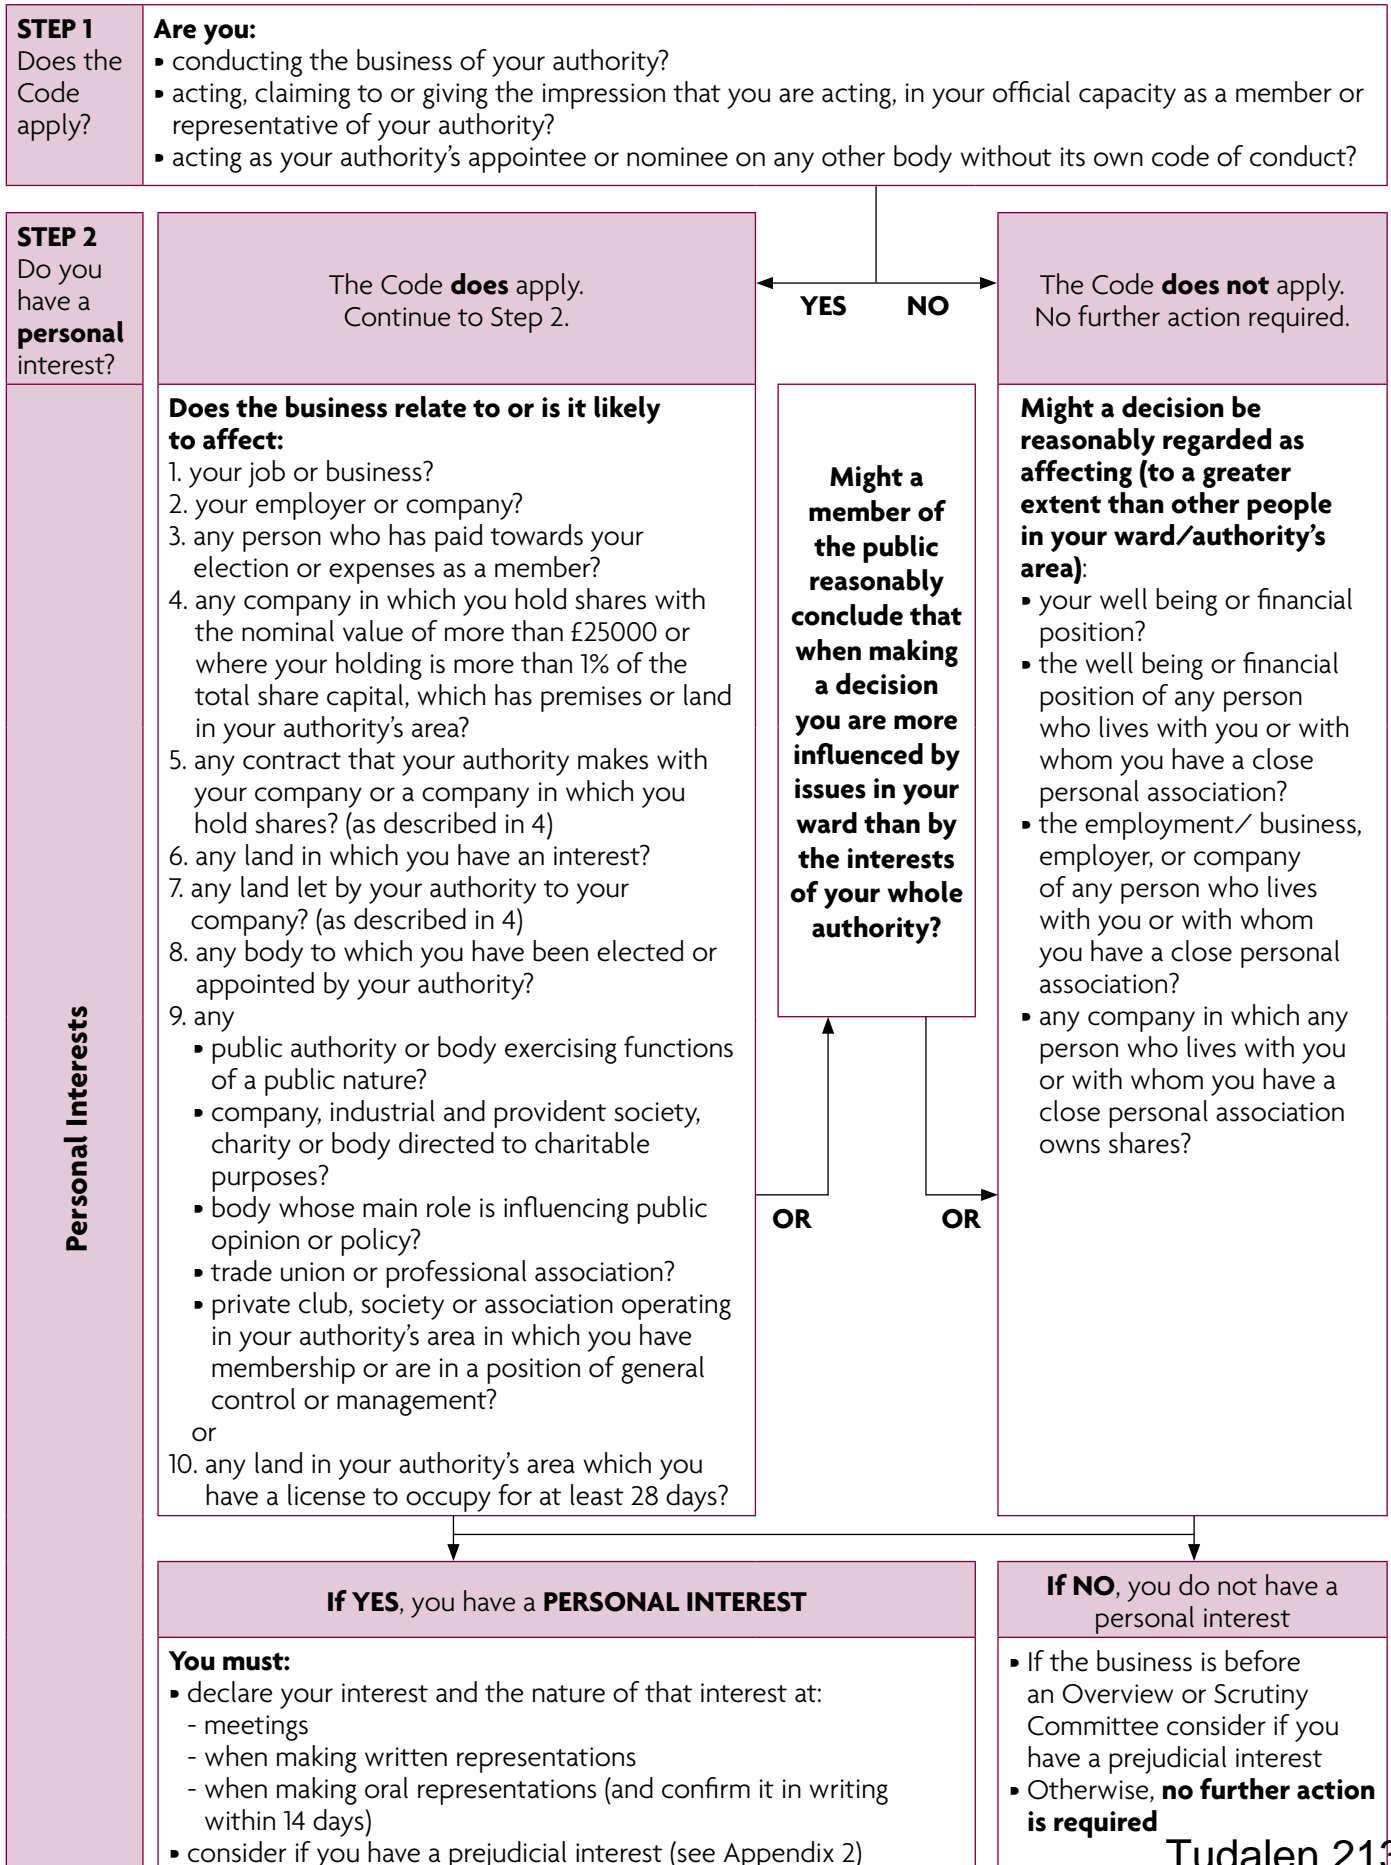 STEP 1
Does the
Code
apply?
Are you:
• conducting the business of your authority?
• acting, claiming to or giving the impression that you are acting, in your official capacity as a member or
representative of your authority?
• acting as your authority’s appointee or nominee on any other body without its own code of conduct?
STEP 2
Do you
have a
personal
interest?
The Code does apply.
Continue to Step 2.
YES
NO
The Code does not apply.
No further action required.
Personal Interests
Does the business relate to or is it likely
to affect:
1. your job or business?
2. your employer or company?
3. any person who has paid towards your
election or expenses as a member?
4. any company in which you hold shares with
the nominal value of more than £25000 or
where your holding is more than 1% of the
total share capital, which has premises or land
in your authority’s area?
5. any contract that your authority makes with
your company or a company in which you
hold shares? (as described in 4)
6. any land in which you have an interest?
7. any land let by your authority to your
company? (as described in 4)
8. any body to which you have been elected or
appointed by your authority?
9. any
• public authority or body exercising functions
of a public nature?
• company, industrial and provident society,
charity or body directed to charitable
purposes?
• body whose main role is influencing public
opinion or policy?
• trade union or professional association?
• private club, society or association operating
in your authority’s area in which you have
membership or are in a position of general
control or management?
or
10. any land in your authority’s area which you
have a license to occupy for at least 28 days?
OR
Might a
member of
the public
reasonably
conclude that
when making
a decision
you are more
influenced by
issues in your
ward than by
the interests
of your whole
authority?
OR
Might a decision be
reasonably regarded as
affecting (to a greater
extent than other people
in your ward/authority’s
area):
• your well being or financial
position?
• the well being or financial
position of any person
who lives with you or with
whom you have a close
personal association?
• the employment/ business,
employer, or company
of any person who lives
with you or with whom
you have a close personal
association?
• any company in which any
person who lives with you
or with whom you have a
close personal association
owns shares?
If YES, you have a PERSONAL INTEREST
You must:
• declare your interest and the nature of that interest at:
- meetings
- when making written representations
- when making oral representations (and confirm it in writing
within 14 days)
• consider if you have a prejudicial interest (see Appendix 2)
If NO, you do not have a
personal interest
• If the business is before
an Overview or Scrutiny
Committee consider if you
have a prejudicial interest
• Otherwise, no further action
is required
Tudalen 213